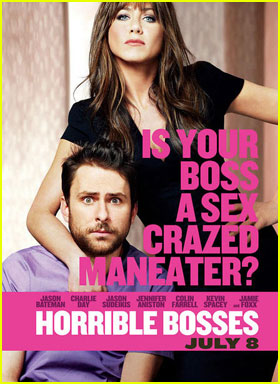 IS YOUR
BOSS
A SEX
CRAZED
MANEATER?
JASON BATEMAN CHARLIE DAY JASON SUDEIKIS JENNIFER ANISTON COLIN FARRELL KEVIN SPACEY AND JAMIE FOXX
HORRIBLE BOSSES
JULY 8